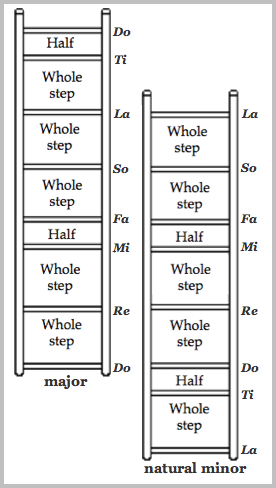 Do
Half
Ti
Whole
step
La
Whole
step
So
Whole
step
Fa
Half
Mi
Whole
step
Re
Whole
step
Do
major
La
Whole
step
So
Whole
step
Fa
Half
Mi
Whole
step
Re
Whole
step
Do
Half
Ti
Whole
step
La
natural minor